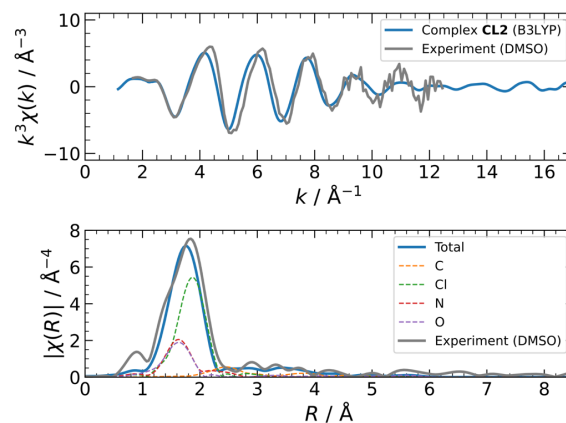 10
0
−10
k³χ(k) / Å⁻³
Complex CL2 (B3LYP)
Experiment (DMSO)
0 2 4 6 8 10 12 14 16
k / Å⁻¹
8
6
4
2
0
|χ(R)| / Å⁻⁴
Total
C
Cl
N
O
Experiment (DMSO)
0 1 2 3 4 5 6 7 8
R / Å